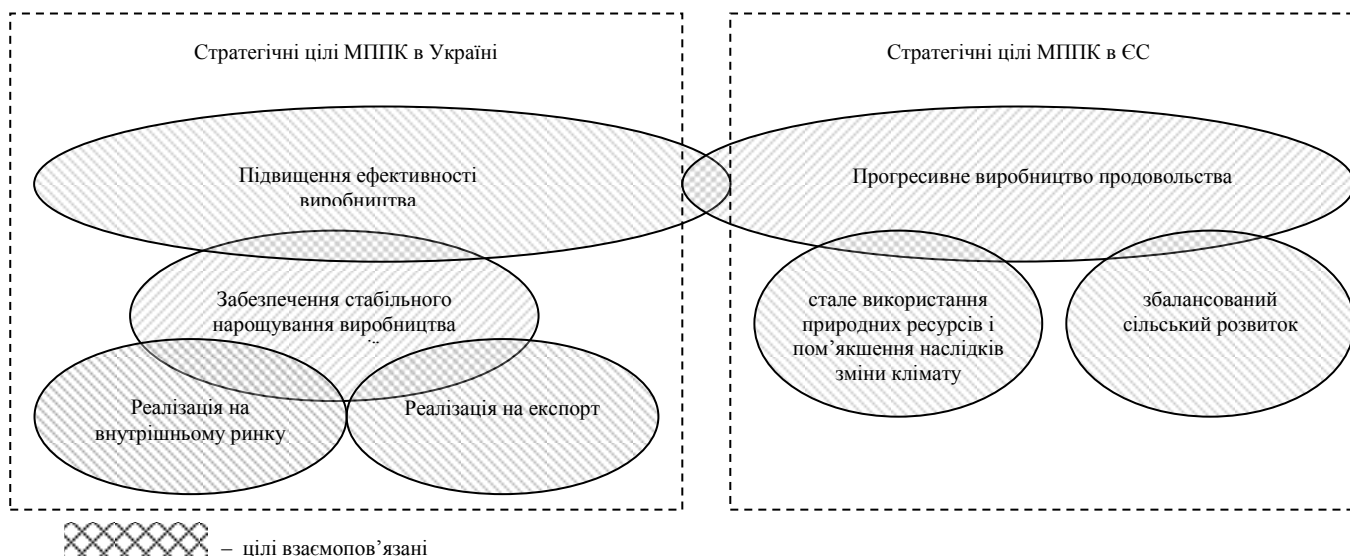 Стратегічні цілі МППК в Україні
Стратегічні цілі МППК в ЄС
Підвищення ефективності
виробництва
Прогресивне виробництво продовольства
Забезпечення стабільного
нарощування виробництва
стале використання
природних ресурсів і
пом’якшення наслідків
зміни клімату
збалансований
сільський розвиток
Реалізація на
внутрішньому ринку
Реалізація на експорт
– цілі взаємопов’язані